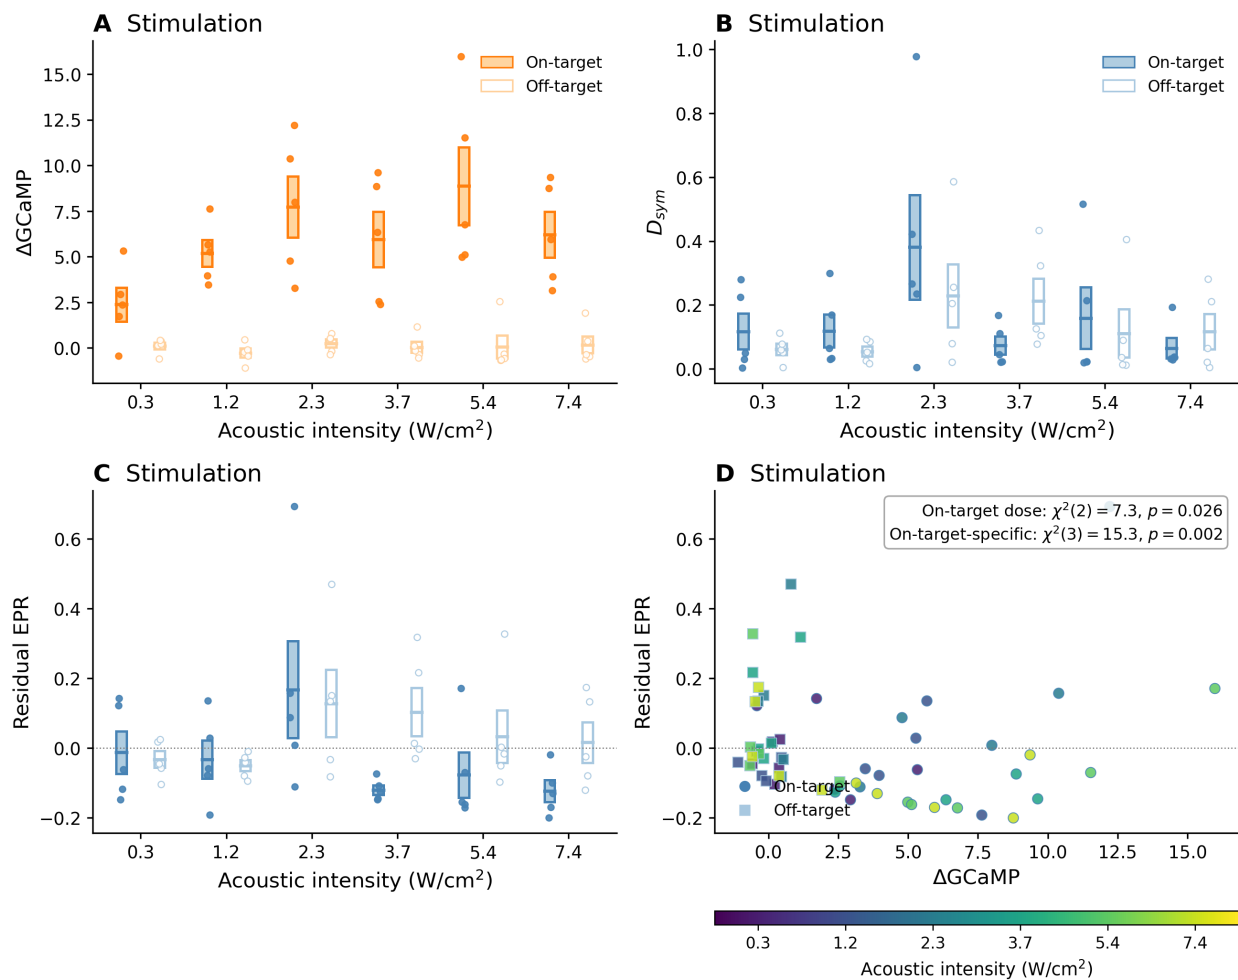 A Stimulation
On-target
Off-target
ΔGCaMP
15.0
12.5
10.0
7.5
5.0
2.5
0.0
0.3 1.2 2.3 3.7 5.4 7.4
Acoustic intensity (W/cm²)
B Stimulation
On-target
Off-target
D_sym
1.0
0.8
0.6
0.4
0.2
0.0
0.3 1.2 2.3 3.7 5.4 7.4
Acoustic intensity (W/cm²)
C Stimulation
Residual EPR
0.6
0.4
0.2
0.0
−0.2
0.3 1.2 2.3 3.7 5.4 7.4
Acoustic intensity (W/cm²)
D Stimulation
On-target dose: χ²(2) = 7.3, p = 0.026
On-target-specific: χ²(3) = 15.3, p = 0.002
Residual EPR
0.6
0.4
0.2
0.0
−0.2
On-target
Off-target
0.0 2.5 5.0 7.5 10.0 12.5 15.0
ΔGCaMP
0.3 1.2 2.3 3.7 5.4 7.4
Acoustic intensity (W/cm²)